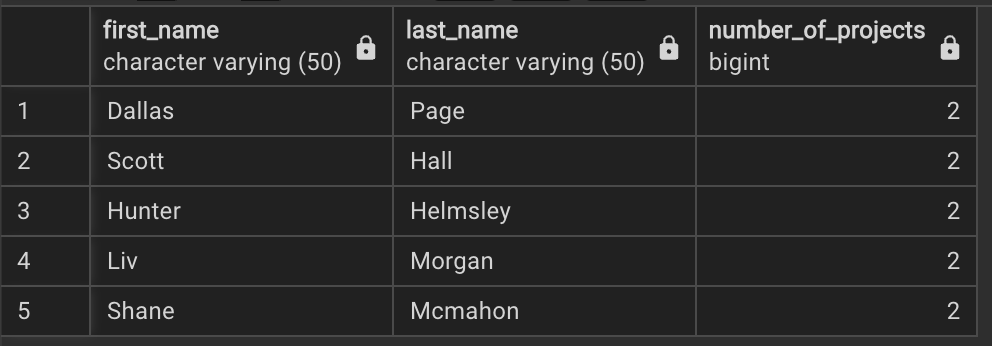 first_name last_name number_of_projects
character varying (50) character varying (50) bigint
1 Dallas Page 2
2 Scott Hall 2
3 Hunter Helmsley 2
4 Liv Morgan 2
5 Shane Mcmahon 2